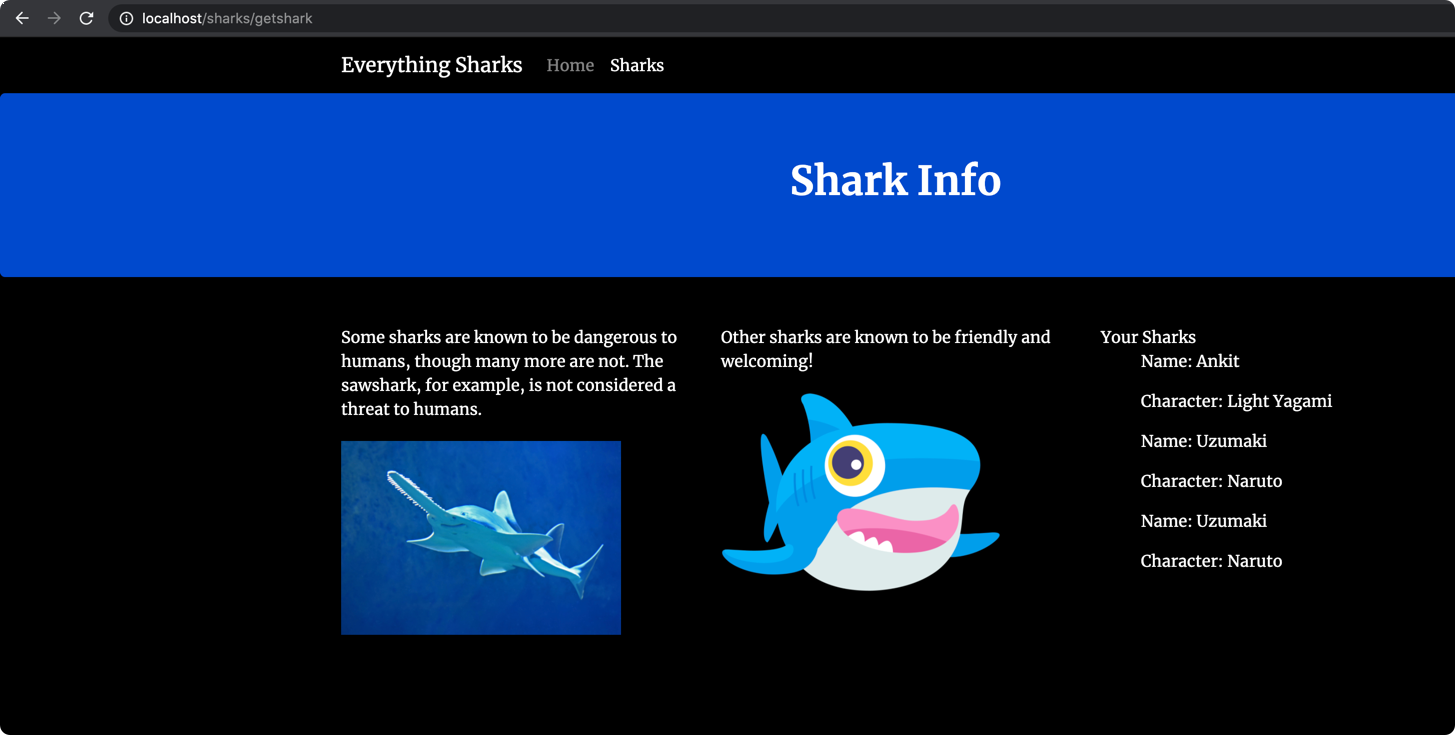 localhost/sharks/getshark
Everything Sharks Home Sharks
Shark Info
Some sharks are known to be dangerous to
humans, though many more are not. The
sawshark, for example, is not considered a
threat to humans.
Other sharks are known to be friendly and
welcoming!
Your Sharks
Name: Ankit
Character: Light Yagami
Name: Uzumaki
Character: Naruto
Name: Uzumaki
Character: Naruto